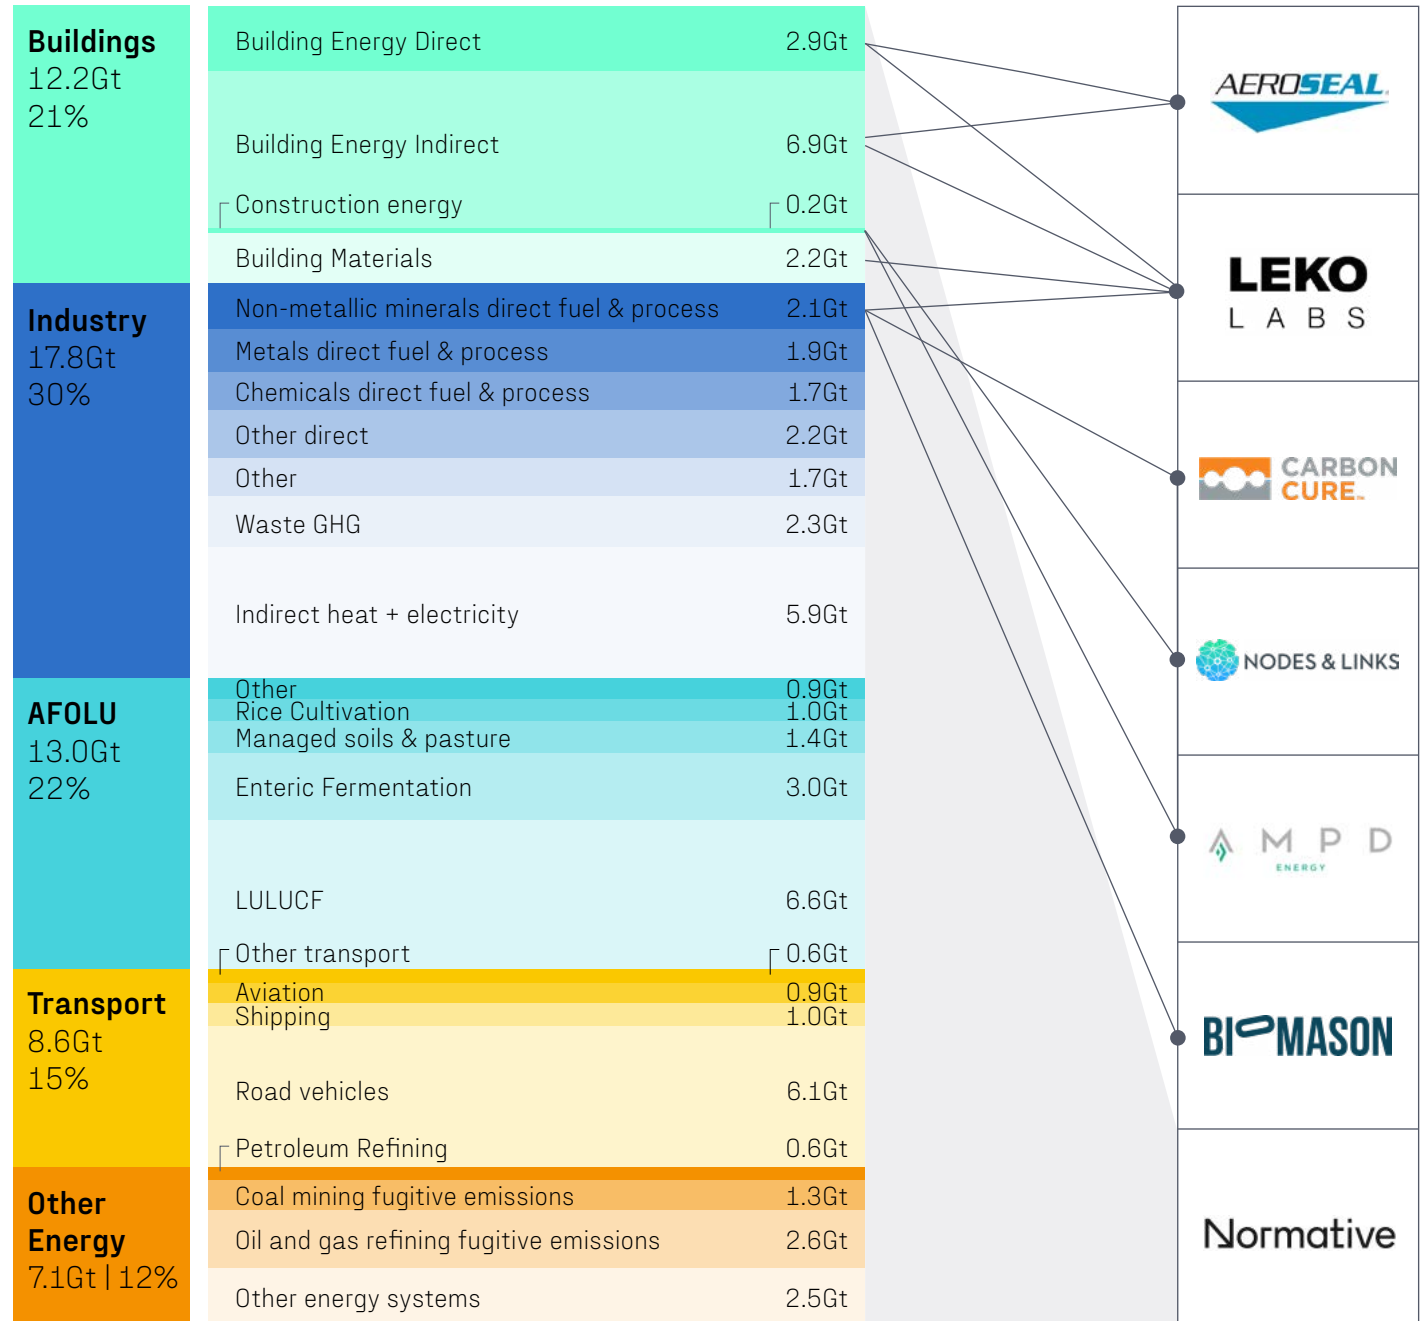 Buildings
12.2Gt
21%
Building Energy Direct 2.9Gt
Building Energy Indirect 6.9Gt
Construction energy 0.2Gt
Building Materials 2.2Gt
Industry
17.8Gt
30%
Non-metallic minerals direct fuel & process 2.1Gt
Metals direct fuel & process 1.9Gt
Chemicals direct fuel & process 1.7Gt
Other direct 2.2Gt
Other 1.7Gt
Waste GHG 2.3Gt
Indirect heat + electricity 5.9Gt
AFOLU
13.0Gt
22%
Other 0.9Gt
Rice Cultivation 1.0Gt
Managed soils & pasture 1.4Gt
Enteric Fermentation 3.0Gt
LULUCF 6.6Gt
Other transport 0.6Gt
Transport
8.6Gt
15%
Aviation 0.9Gt
Shipping 1.0Gt
Road vehicles 6.1Gt
Petroleum Refining 0.6Gt
Other
Energy
7.1Gt | 12%
Coal mining fugitive emissions 1.3Gt
Oil and gas refining fugitive emissions 2.6Gt
Other energy systems 2.5Gt
AEROSEAL
LEKO
LABS
CARBON
CURE
NODES & LINKS
AMPD
ENERGY
BIOMASON
Normative